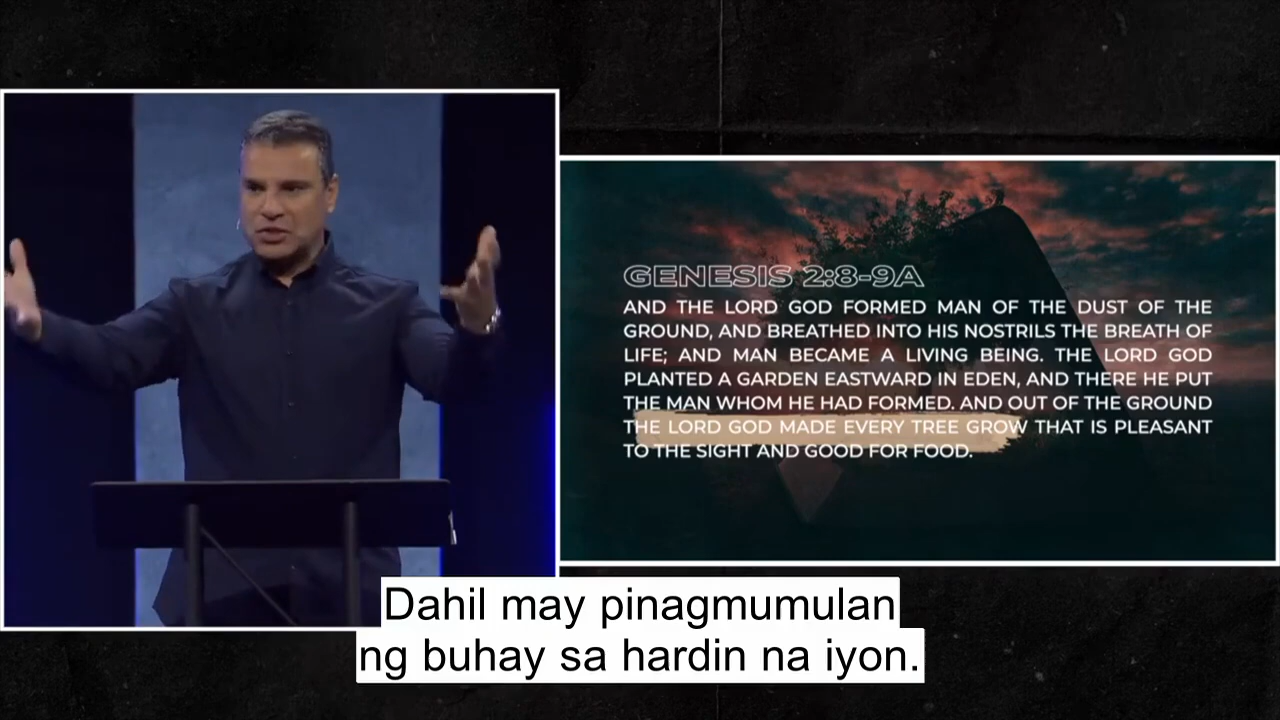 GENESIS 2:8-9A
AND THE LORD GOD FORMED MAN OF THE DUST OF THE
GROUND, AND BREATHED INTO HIS NOSTRILS THE BREATH OF
LIFE; AND MAN BECAME A LIVING BEING. THE LORD GOD
PLANTED A GARDEN EASTWARD IN EDEN, AND THERE HE PUT
THE MAN WHOM HE HAD FORMED. AND OUT OF THE GROUND
THE LORD GOD MADE EVERY TREE GROW THAT IS PLEASANT
TO THE SIGHT AND GOOD FOR FOOD.
Dahil may pinagmumulan
ng buhay sa hardin na iyon.